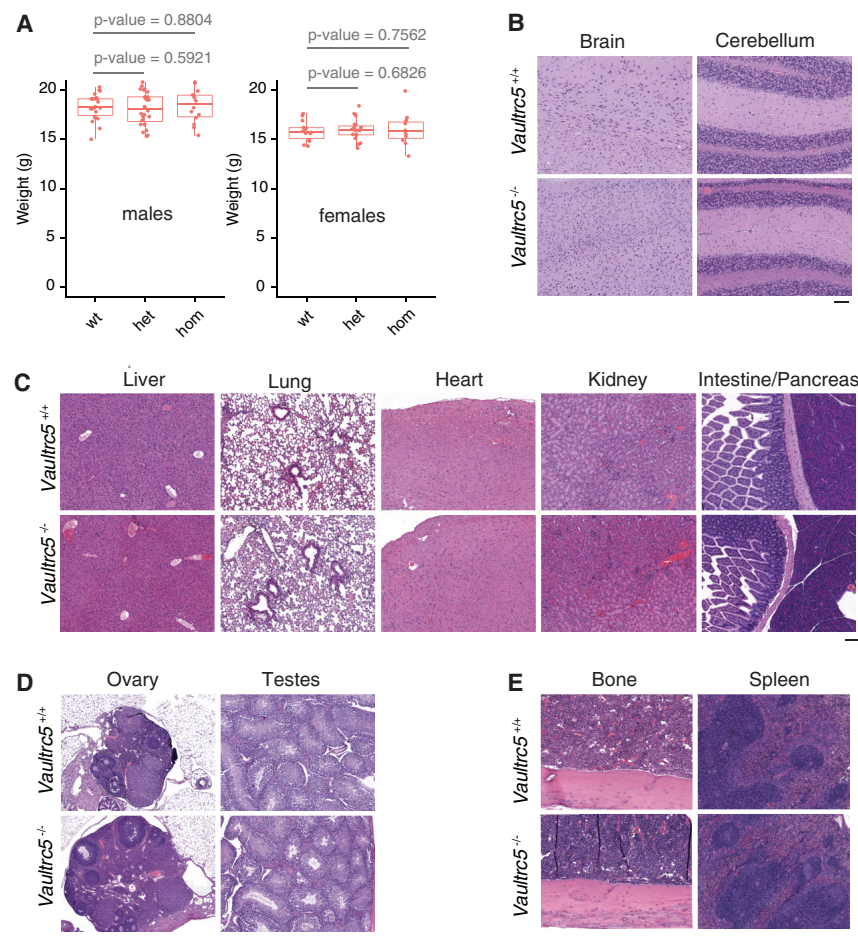 A
p-value = 0.8804
p-value = 0.5921
Weight (g)
20
15
10
5
0
males
wt
het
hom
p-value = 0.7562
p-value = 0.6826
Weight (g)
20
15
10
5
0
females
wt
het
hom
B
Brain
Cerebellum
Vaultrc5+/+
Vaultrc5-/-
C
Liver
Lung
Heart
Kidney
Intestine/Pancreas
Vaultrc5+/+
Vaultrc5-/-
D
Ovary
Testes
Vaultrc5+/+
Vaultrc5-/-
E
Bone
Spleen
Vaultrc5+/+
Vaultrc5-/-